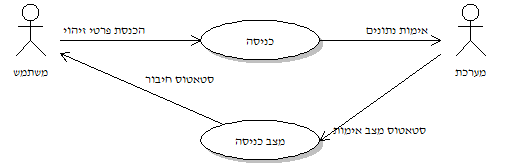 הכנסת פרטי זיהוי
כניסה
אימות נתונים
משתמש
מערכת
סטאטוס חיבור
סטאטוס מצב אימות
מצב כניסה